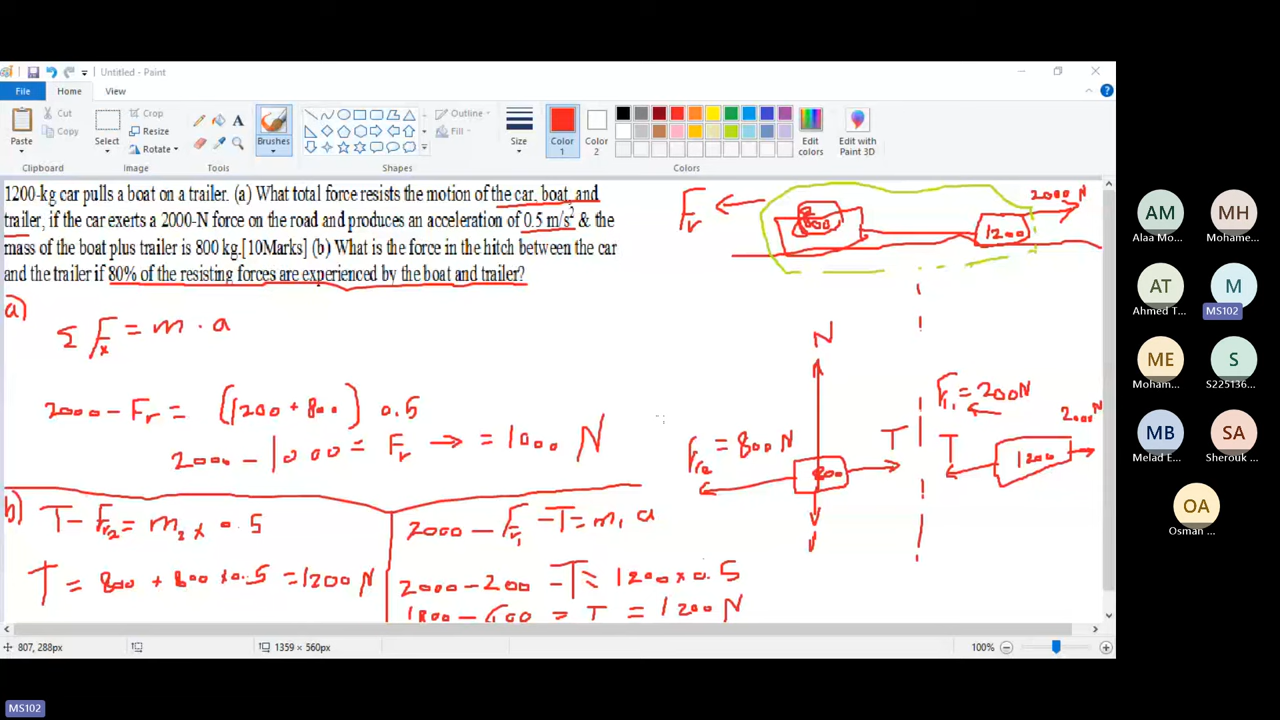 Untitled - Paint
File
Home
View
Paste
Cut
Copy
Clipboard
Select
Crop
Resize
Rotate
Image
Tools
Brushes
Outline
Fill
Shapes
Size
Color 1
Color 2
Edit colors
Edit with Paint 3D
Colors
1200-kg car pulls a boat on a trailer. (a) What total force resists the motion of the car, boat, and
trailer, if the car exerts a 2000-N force on the road and produces an acceleration of 0.5 m/s² & the
mass of the boat plus trailer is 800 kg.[10Marks] (b) What is the force in the hitch between the car
and the trailer if 80% of the resisting forces are experienced by the boat and trailer?
Fr
800
1200
2000 N
a)
Σ Fx = m . a
2000 - Fr = (1200 + 800) 0.5
2000 - 1000 = Fr → = 1000 N
N
Fr2 = 800 N
T
800
Fr1 = 200N
T
1200
2000N
b)
T - Fr2 = m2 x 0.5
T = 800 + 800 x 0.5 = 1200 N
2000 - Fr1 - T = m1 a
2000 - 200 - T = 1200 x 0.5
1800 - 600 = T = 1200 N
807, 288px
1359 × 560px
100%
AM
Alaa Mo...
MH
Mohame...
AT
Ahmed T...
M
MS102
ME
Moham...
S
S225136...
MB
Melad E...
SA
Sherouk ...
OA
Osman ...
MS102